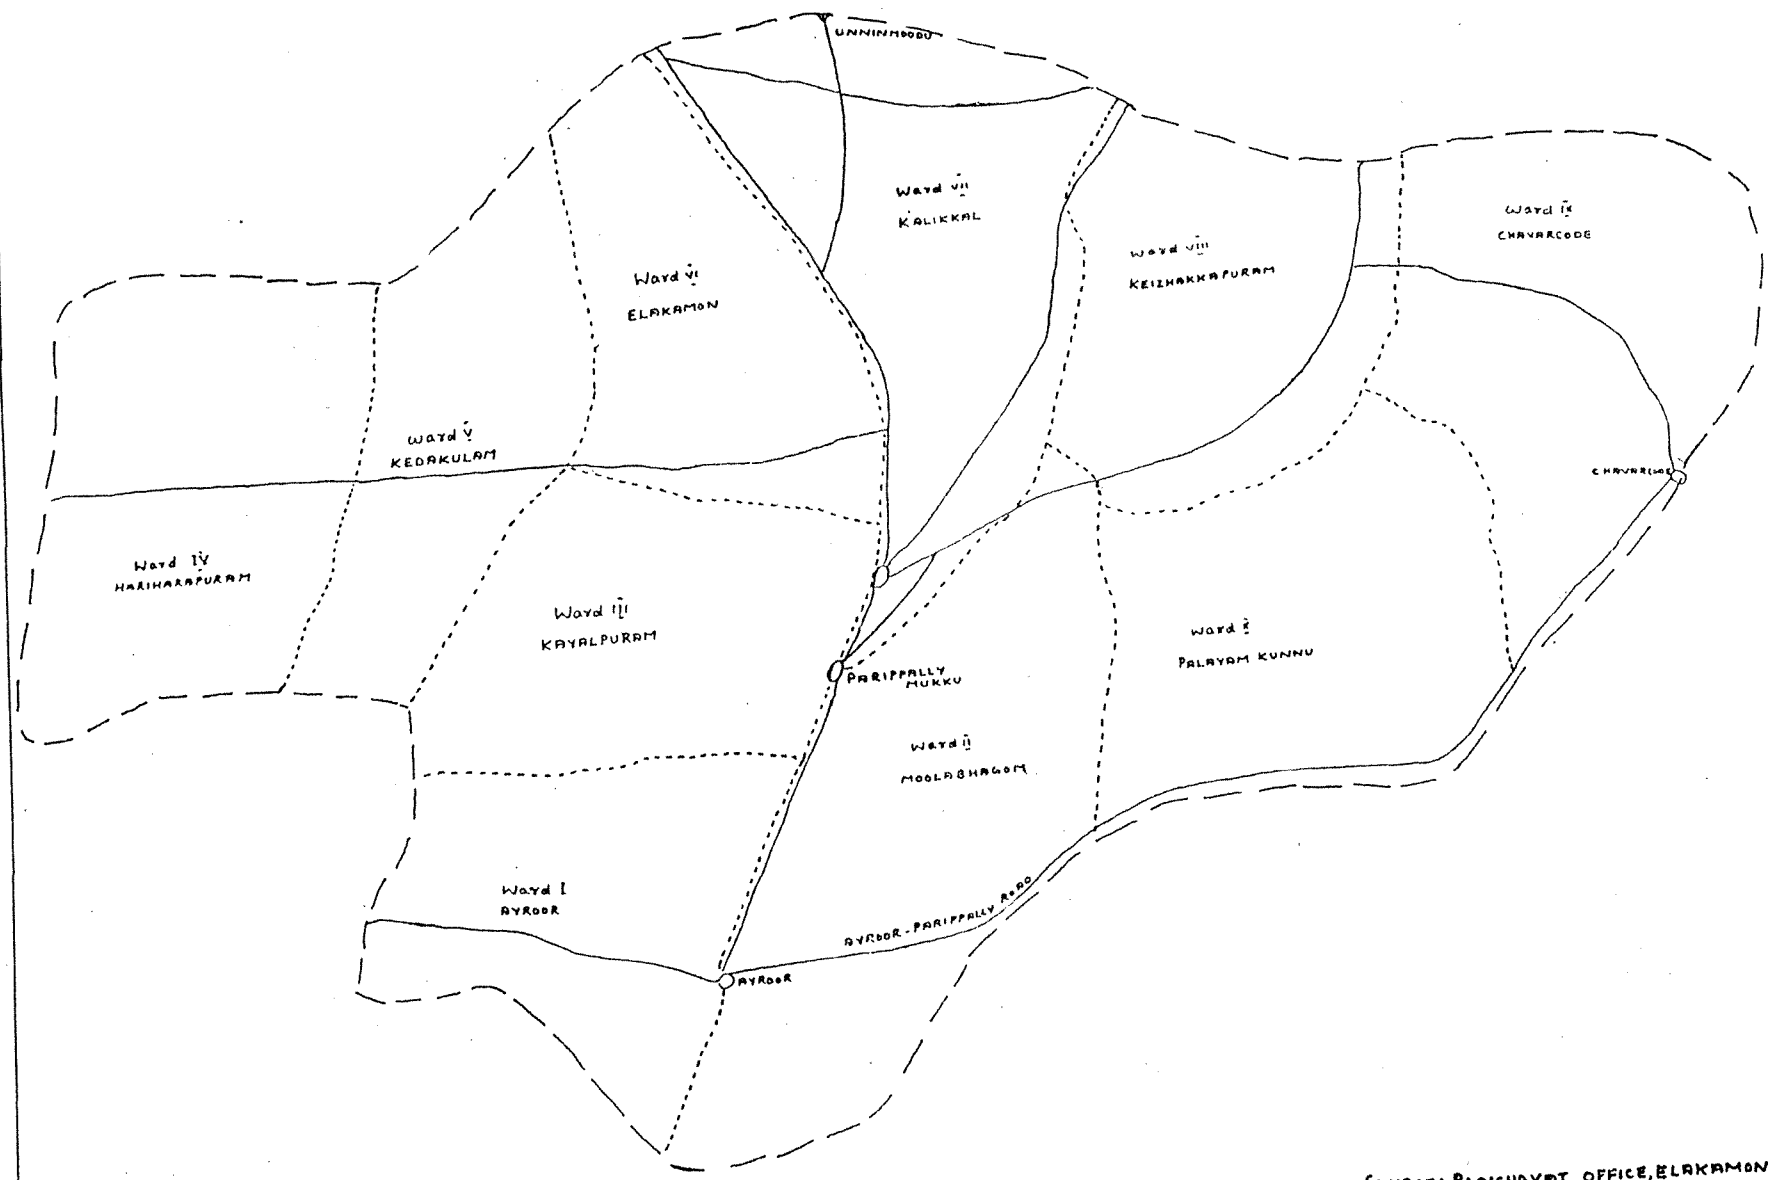 UNNINMOODU
Ward VII
KALIKKAL
Ward IX
CHAVARCODE
Ward VIII
KEIZHAKKAPURAM
Ward VI
ELAKAMON
Ward V
KEDAKULAM
CHAVARCODE
Ward IV
HARIHARAPURAM
Ward III
KAYALPURAM
Ward X
PALAYAM KUNNU
PARIPPALLY
MUKKU
Ward II
MOOLABHAGOM
Ward I
AYROOR
AYROOR-PARIPPALLY ROAD
AYROOR
SOURCE: PANCHAYAT OFFICE, ELAKAMON